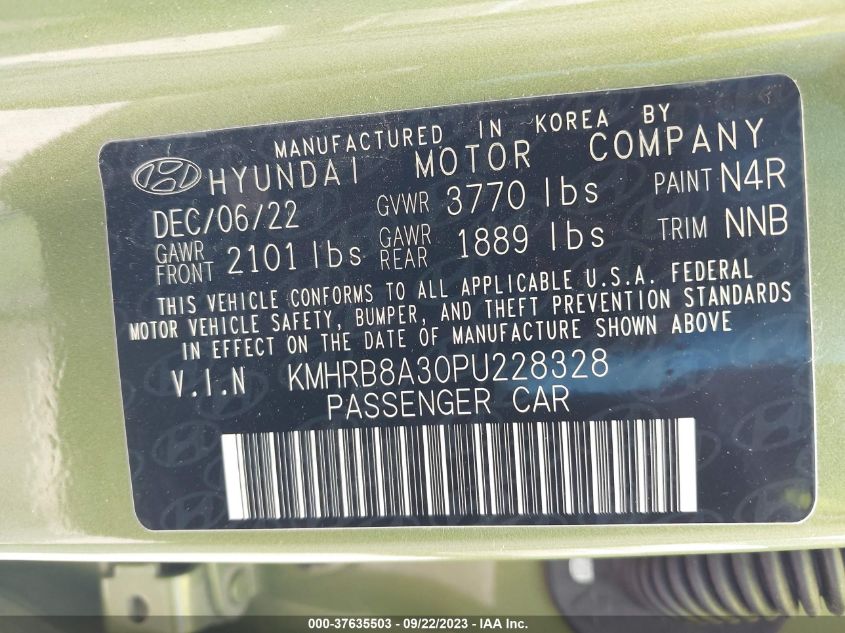 MANUFACTURED IN KOREA BY
HYUNDAI MOTOR COMPANY
DEC/06/22 GVWR 3770 lbs PAINT N4R
GAWR FRONT 2101 lbs GAWR REAR 1889 lbs TRIM NNB
THIS VEHICLE CONFORMS TO ALL APPLICABLE U.S.A. FEDERAL
MOTOR VEHICLE SAFETY, BUMPER, AND THEFT PREVENTION STANDARDS
IN EFFECT ON THE DATE OF MANUFACTURE SHOWN ABOVE
V.I.N KMHRB8A30PU228328
PASSENGER CAR
000-37635503 - 09/22/2023 - IMPACT AUCTIONS, INC.